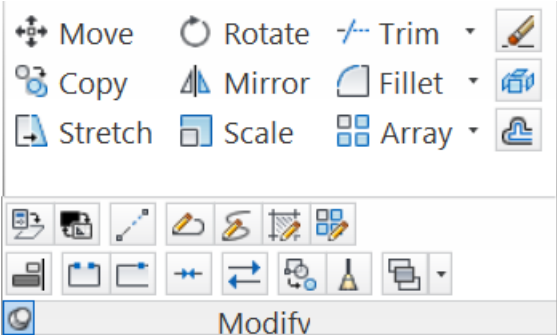 Move Rotate Trim
Copy Mirror Fillet
Stretch Scale Array
Modify